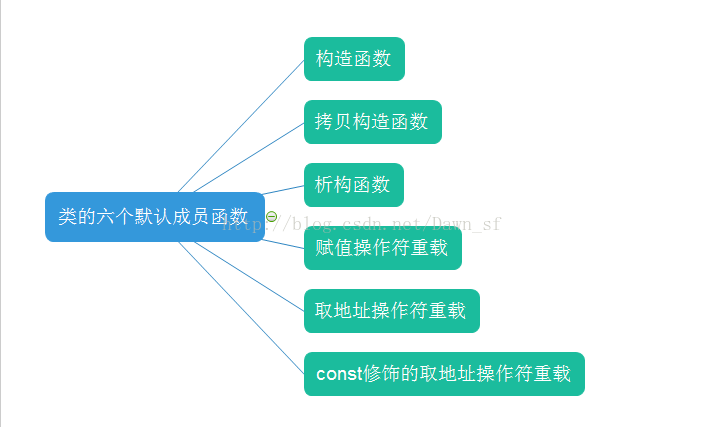 构造函数
拷贝构造函数
析构函数
类的六个默认成员函数
http://blog.csdn.net/Dawn_sf
赋值操作符重载
取地址操作符重载
const修饰的取地址操作符重载